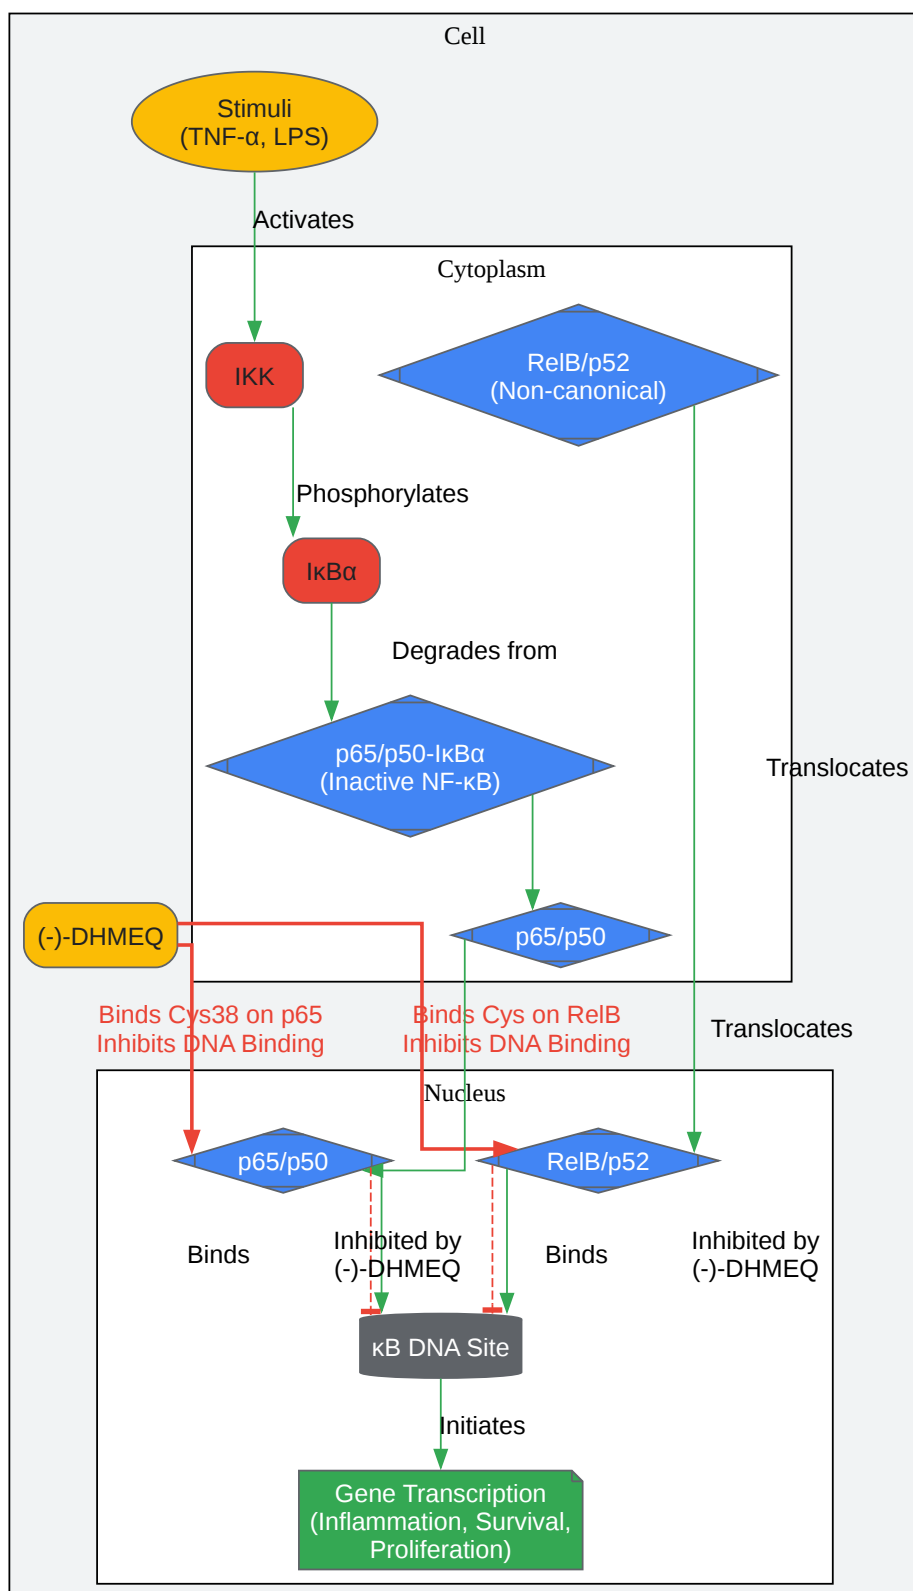 Cell
Stimuli
(TNF-α, LPS)
Activates
Cytoplasm
IKK
RelB/p52
(Non-canonical)
Phosphorylates
IκBα
Degrades from
p65/p50-IκBα
(Inactive NF-κB)
Translocates
(-)-DHMEQ
p65/p50
Binds Cys38 on p65
Inhibits DNA Binding
Binds Cys on RelB
Inhibits DNA Binding
Translocates
Nucleus
p65/p50
RelB/p52
Binds
Inhibited by
(-)-DHMEQ
Binds
Inhibited by
(-)-DHMEQ
κB DNA Site
Initiates
Gene Transcription
(Inflammation, Survival,
Proliferation)